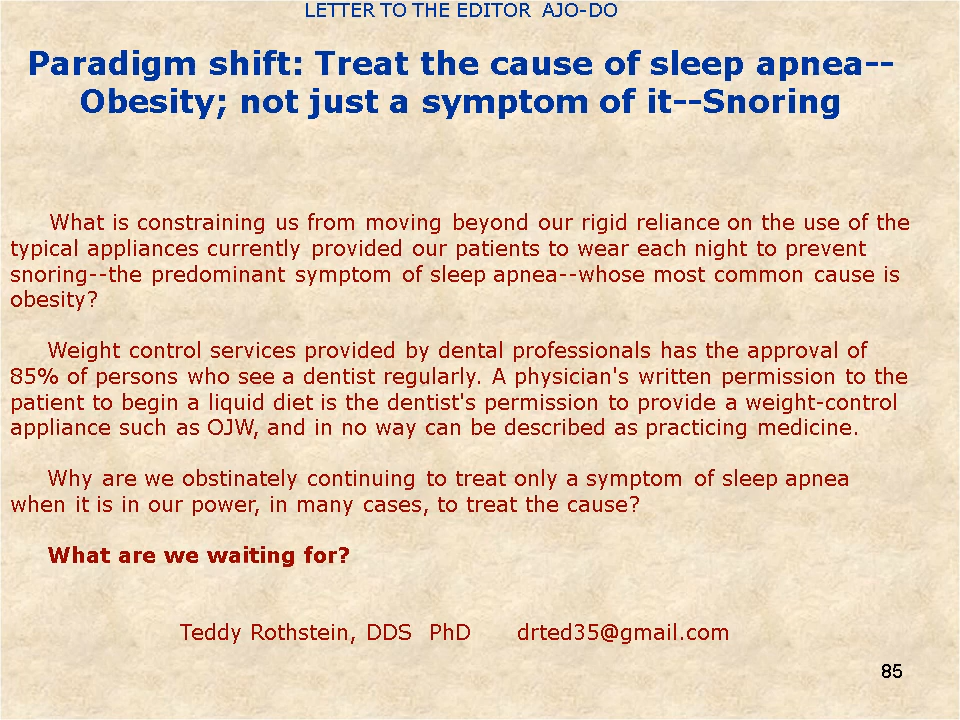 LETTER TO THE EDITOR AJO-DO
Paradigm shift: Treat the cause of sleep apnea--
Obesity; not just a symptom of it--Snoring
What is constraining us from moving beyond our rigid reliance on the use of the
typical appliances currently provided our patients to wear each night to prevent
snoring--the predominant symptom of sleep apnea--whose most common cause is
obesity?
Weight control services provided by dental professionals has the approval of
85% of persons who see a dentist regularly. A physician's written permission to the
patient to begin a liquid diet is the dentist's permission to provide a weight-control
appliance such as OJW, and in no way can be described as practicing medicine.
Why are we obstinately continuing to treat only a symptom of sleep apnea
when it is in our power, in many cases, to treat the cause?
What are we waiting for?
Teddy Rothstein, DDS PhD drted35@gmail.com
85